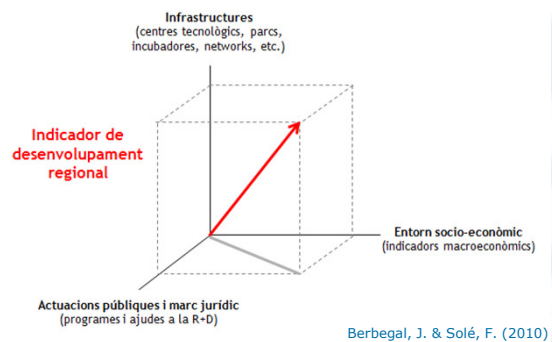 Infrastructures
(centres tecnològics, parcs,
incubadores, networks, etc.)
Indicador de
desenvolupament
regional
Entorn socio-econòmic
(indicadors macroeconòmics)
Actuacions públiques i marc jurídic
(programes i ajudes a la R+D)
Berbegal, J. & Solé, F. (2010)